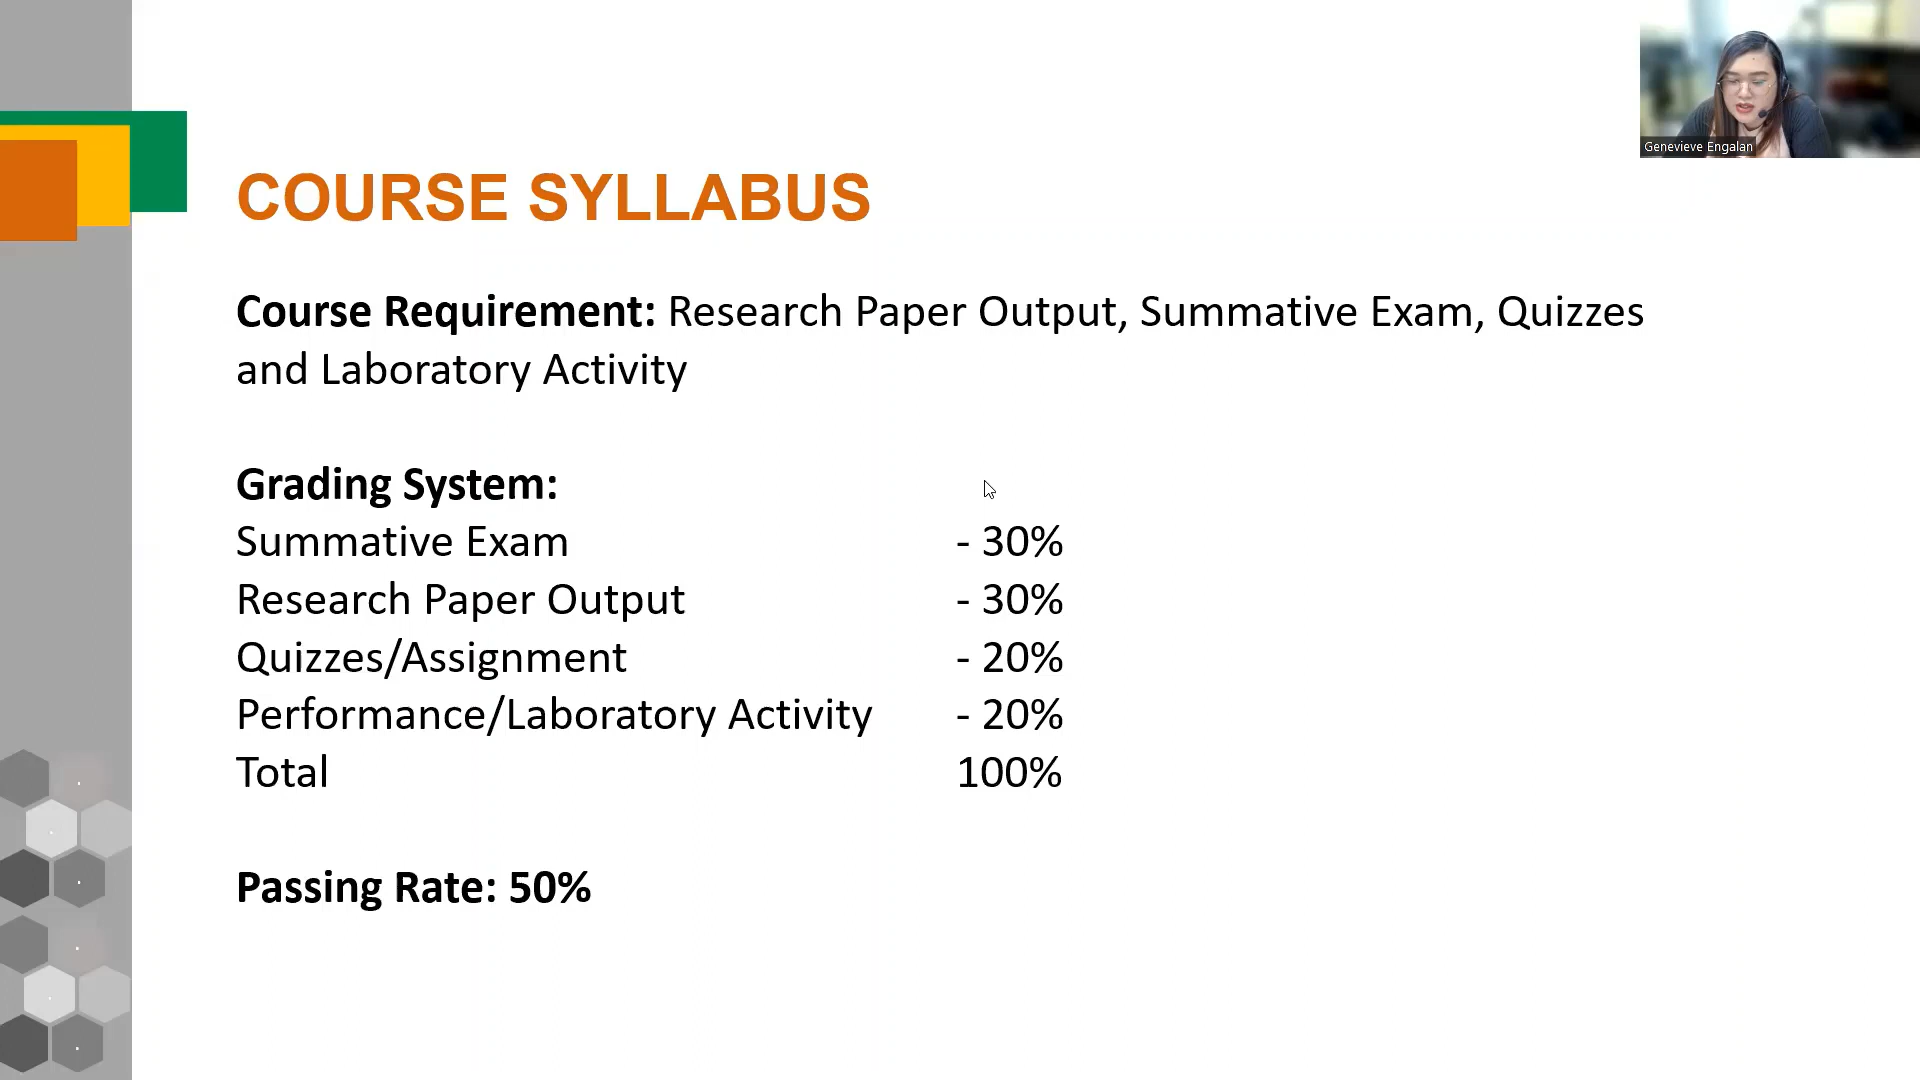 Genevieve Engalan
COURSE SYLLABUS
Course Requirement: Research Paper Output, Summative Exam, Quizzes
and Laboratory Activity
Grading System:
Summative Exam - 30%
Research Paper Output - 30%
Quizzes/Assignment - 20%
Performance/Laboratory Activity - 20%
Total 100%
Passing Rate: 50%